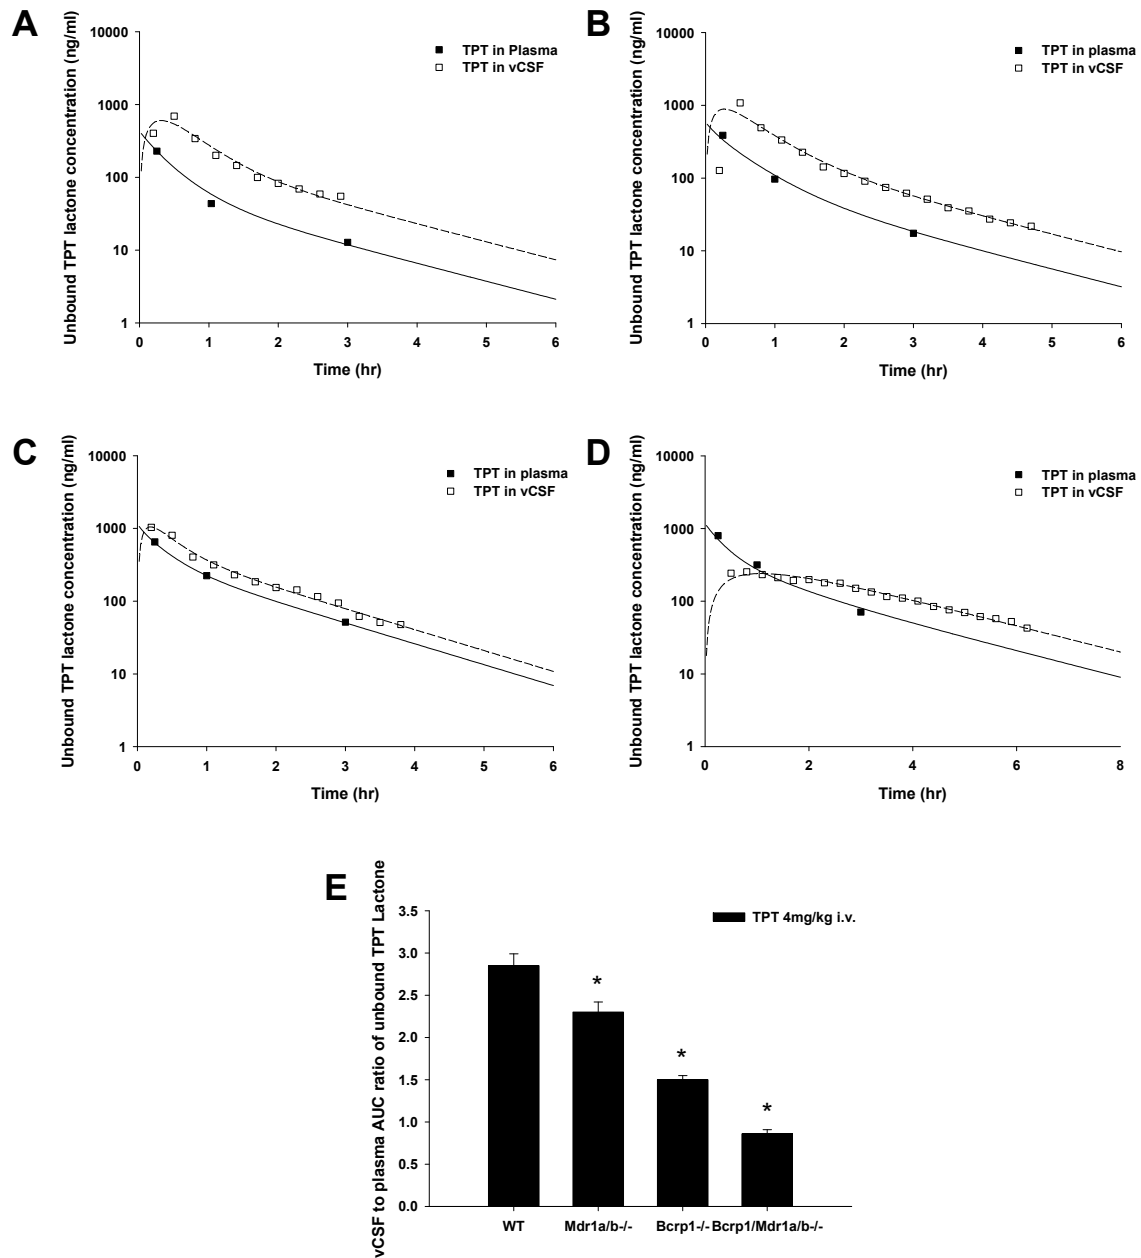 A
Unbound TPT lactone concentration (ng/ml)
10000
1000
100
10
1
TPT in Plasma
TPT in vCSF
0 1 2 3 4 5 6
Time (hr)
B
Unbound TPT lactone concentration (ng/ml)
10000
1000
100
10
1
TPT in plasma
TPT in vCSF
0 1 2 3 4 5 6
Time (hr)
C
Unbound TPT lactone concentration (ng/ml)
10000
1000
100
10
1
TPT in plasma
TPT in vCSF
0 1 2 3 4 5 6
Time (hr)
D
Unbound TPT lactone concentration (ng/ml)
10000
1000
100
10
1
TPT in plasma
TPT in vCSF
0 2 4 6 8
Time (hr)
E
vCSF to plasma AUC ratio of unbound TPT Lactone
3.5
3.0
2.5
2.0
1.5
1.0
0.5
0.0
TPT 4mg/kg i.v.
*
*
*
WT Mdr1a/b-/- Bcrp1-/- Bcrp1/Mdr1a/b-/-